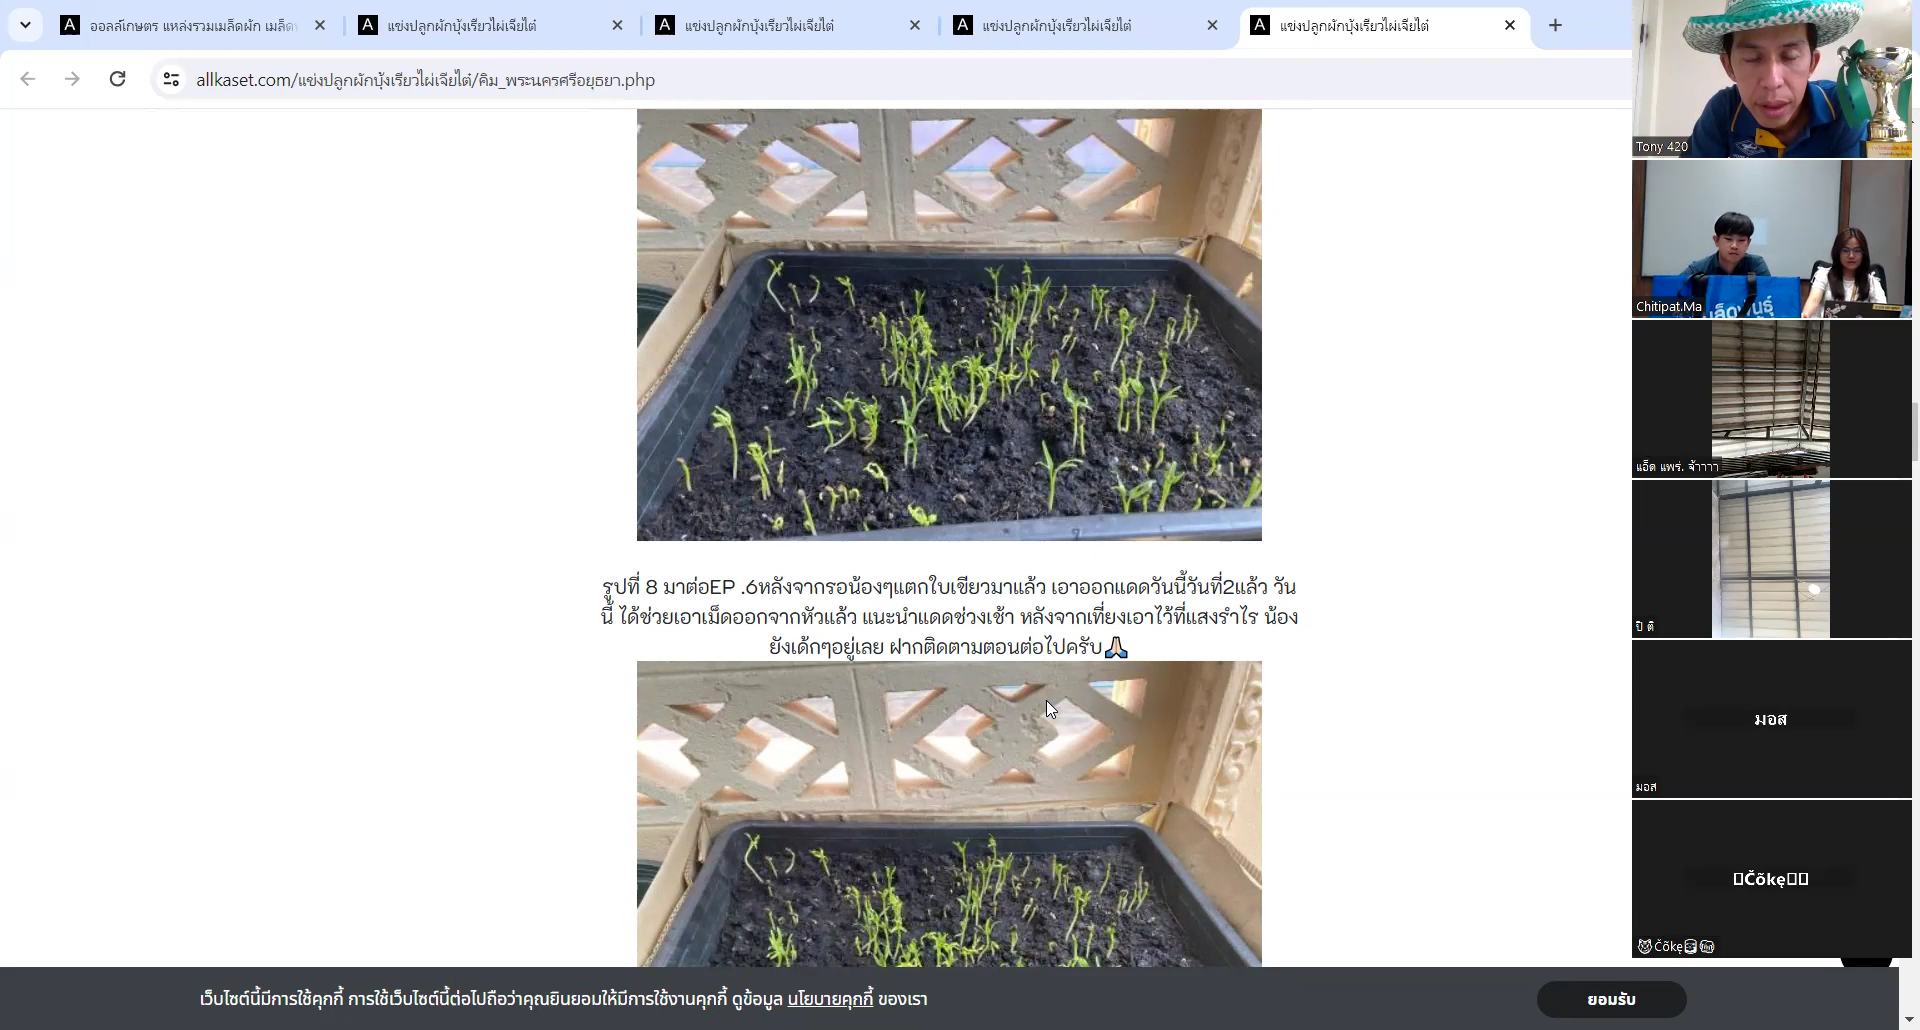 ออลล์เกษตร แหล่งรวมเมล็ดผัก เมล็ดพ
แข่งปลูกผักบุ้งเรียวไผ่เจียไต๋
แข่งปลูกผักบุ้งเรียวไผ่เจียไต๋
แข่งปลูกผักบุ้งเรียวไผ่เจียไต๋
แข่งปลูกผักบุ้งเรียวไผ่เจียไต๋
allkaset.com/แข่งปลูกผักบุ้งเรียวไผ่เจียไต๋/คิม_พระนครศรีอยุธยา.php
รูปที่ 8 มาต่อEP .6หลังจากรอน้องๆแตกใบเขียวมาแล้ว เอาออกแดดวันนี้วันที่2แล้ว วัน
นี้ ได้ช่วยเอาเม็ดออกจากหัวแล้ว แนะนำแดดช่วงเช้า หลังจากเที่ยงเอาไว้ที่แสงรำไร น้อง
ยังเด็กๆอยู่เลย ฝากติดตามตอนต่อไปครับ🙏🏻
เว็บไซต์นี้มีการใช้คุกกี้ การใช้เว็บไซต์นี้ต่อไปถือว่าคุณยินยอมให้มีการใช้งานคุกกี้ ดูข้อมูล นโยบายคุกกี้ ของเรา
ยอมรับ
Tony 420
Chitipat.Ma
แอ็ด แพร่. จ้าาาา
ปิ ติ
มอส
มอส
Čõkę
Čõkę